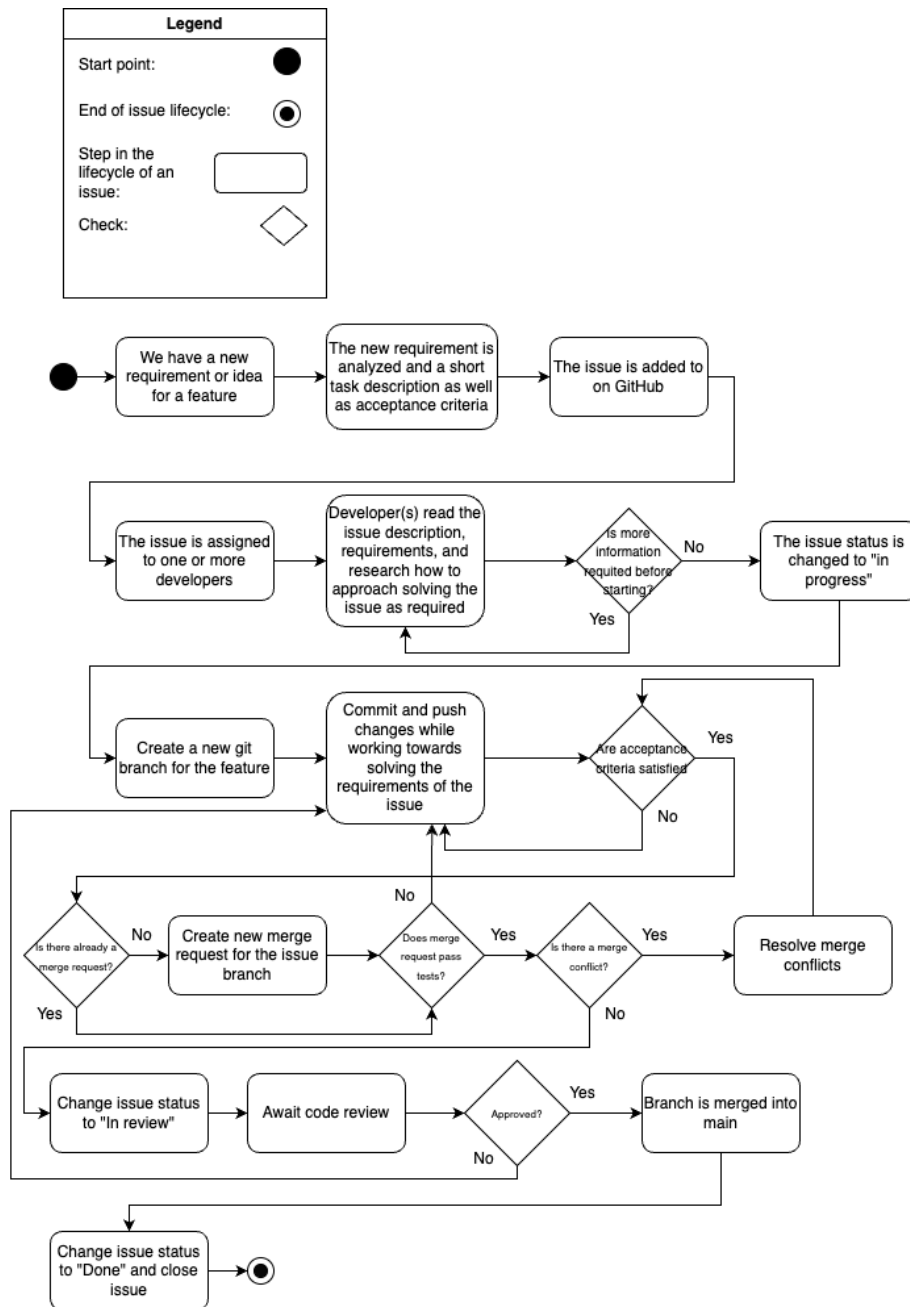 Legend
Start point:
End of issue lifecycle:
Step in the
lifecycle of an
issue:
Check:
We have a new
requirement or idea
for a feature
The new requirement is
analyzed and a short
task description as well
as acceptance criteria
The issue is added to
on GitHub
The issue is assigned
to one or more
developers
Developer(s) read the
issue description,
requirements, and
research how to
approach solving the
issue as required
Is more
information
requited before
starting?
No
Yes
The issue status is
changed to "in
progress"
Create a new git
branch for the feature
Commit and push
changes while
working towards
solving the
requirements of the
issue
Are acceptance
criteria satisfied
Yes
No
Is there already a
merge request?
No
Yes
Create new merge
request for the issue
branch
Does merge
request pass
tests?
No
Yes
Is there a merge
conflict?
Yes
No
Resolve merge
conflicts
Change issue status
to "In review"
Await code review
Approved?
Yes
No
Branch is merged into
main
Change issue status
to "Done" and close
issue